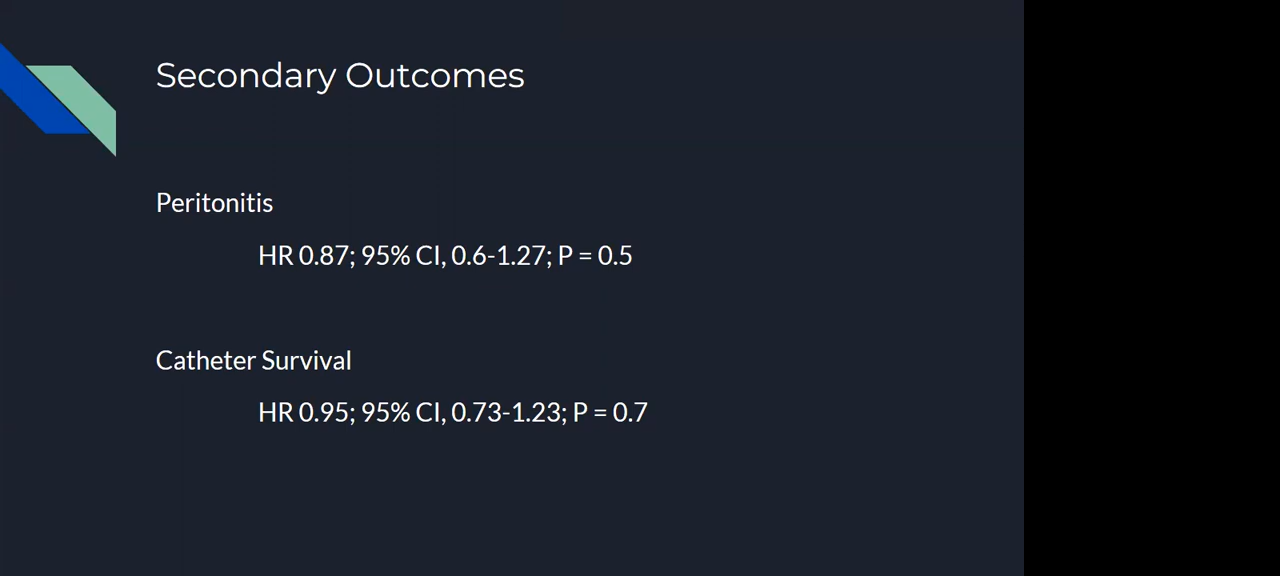 Secondary Outcomes
Peritonitis
HR 0.87; 95% CI, 0.6-1.27; P = 0.5
Catheter Survival
HR 0.95; 95% CI, 0.73-1.23; P = 0.7